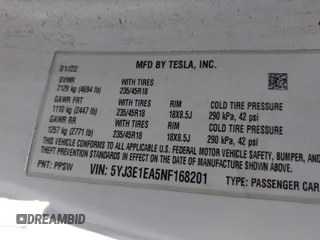 MFD BY TESLA, INC.
01/22
GVWR WITH TIRES
2129 kg (4694 lb) 235/45R18
GAWR FRT WITH TIRES RIM COLD TIRE PRESSURE
1110 kg (2447 lb) 235/45R18 18X8.5J 290 kPa, 42 psi
GAWR RR WITH TIRES RIM COLD TIRE PRESSURE
1257 kg (2771 lb) 235/45R18 18X8.5J 290 kPa, 42 psi
THIS VEHICLE CONFORMS TO ALL APPLICABLE U.S.
FEDERAL MOTOR VEHICLE SAFETY, BUMPER, AND
THEFT PREVENTION STANDARDS IN EFFECT ON THE
DATE OF MANUFACTURE SHOWN ABOVE.
PNT: PPSW VIN: 5YJ3E1EA5NF168201 TYPE: PASSENGER CAR
DREAMBID